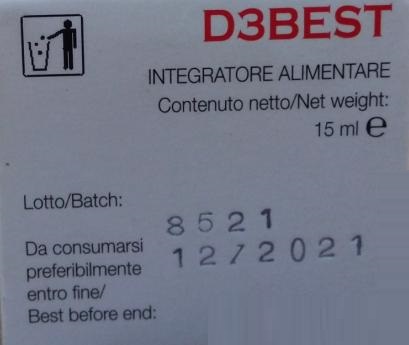 D3BEST
INTEGRATORE ALIMENTARE
Contenuto netto/Net weight:
15 ml ℮
Lotto/Batch:
8521
Da consumarsi
preferibilmente
entro fine/
Best before end:
12/2021